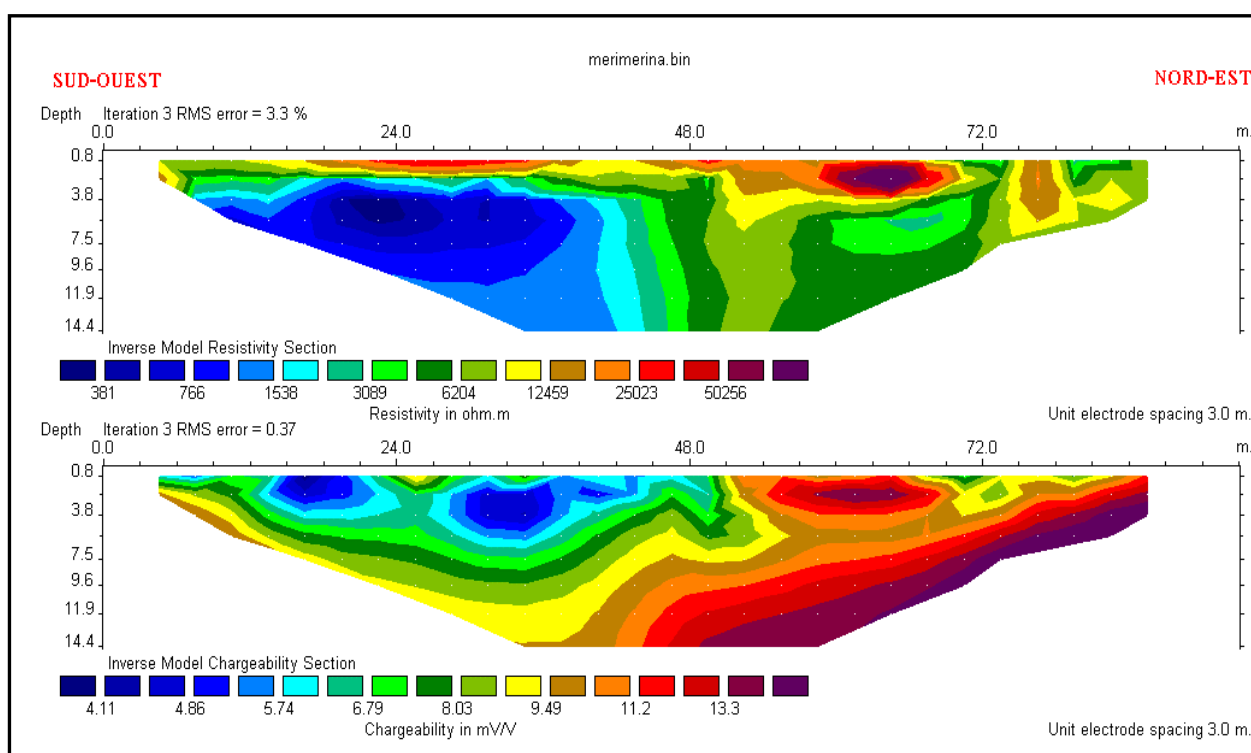 merimerina.bin
SUD-OUEST
NORD-EST
Depth Iteration 3 RMS error = 3.3 %
0.0 24.0 48.0 72.0 m.
0.8
3.8
7.5
9.6
11.9
14.4
Inverse Model Resistivity Section
381 766 1538 3089 6204 12459 25023 50256
Resistivity in ohm.m
Unit electrode spacing 3.0 m.
Depth Iteration 3 RMS error = 0.37
0.0 24.0 48.0 72.0 m.
0.8
3.8
7.5
9.6
11.9
14.4
Inverse Model Chargeability Section
4.11 4.86 5.74 6.79 8.03 9.49 11.2 13.3
Chargeability in mV/V
Unit electrode spacing 3.0 m.